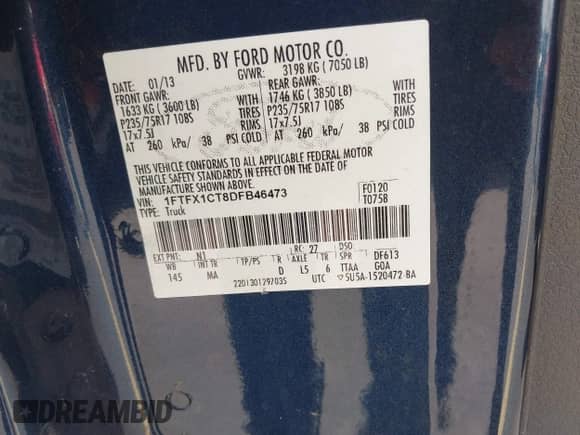 MFD. BY FORD MOTOR CO.
DATE: 01/13 GVWR: 3198 KG ( 7050 LB)
FRONT GAWR: REAR GAWR:
1633 KG ( 3600 LB) WITH 1746 KG ( 3850 LB) WITH
P235/75R17 108S TIRES P235/75R17 108S TIRES
17x7.5J RIMS 17x7.5J RIMS
AT 260 kPa/ 38 PSI COLD AT 260 kPa/ 38 PSI COLD
THIS VEHICLE CONFORMS TO ALL APPLICABLE FEDERAL MOTOR
VEHICLE SAFETY STANDARDS IN EFFECT ON THE DATE OF
MANUFACTURE SHOWN ABOVE.
VIN: 1FTFX1CT8DFB46473 F0120
TYPE: Truck T0758
EXT PNT: N1 RC: 27 DSO
WB INT TR TP/PS R AXLE TR SPR DF613
145 MA D L5 6 TTAA GOA
220130129703S UTC 5U5A-1520472-BA
DREAMBID